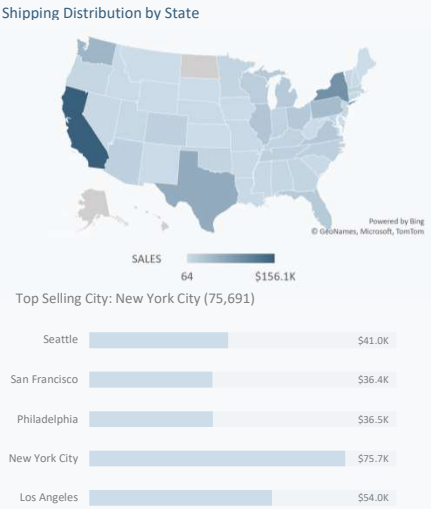 Shipping Distribution by State
Powered by Bing
© GeoNames, Microsoft, TomTom
SALES
64 $156.1K
Top Selling City: New York City (75,691)
Seattle $41.0K
San Francisco $36.4K
Philadelphia $36.5K
New York City $75.7K
Los Angeles $54.0K